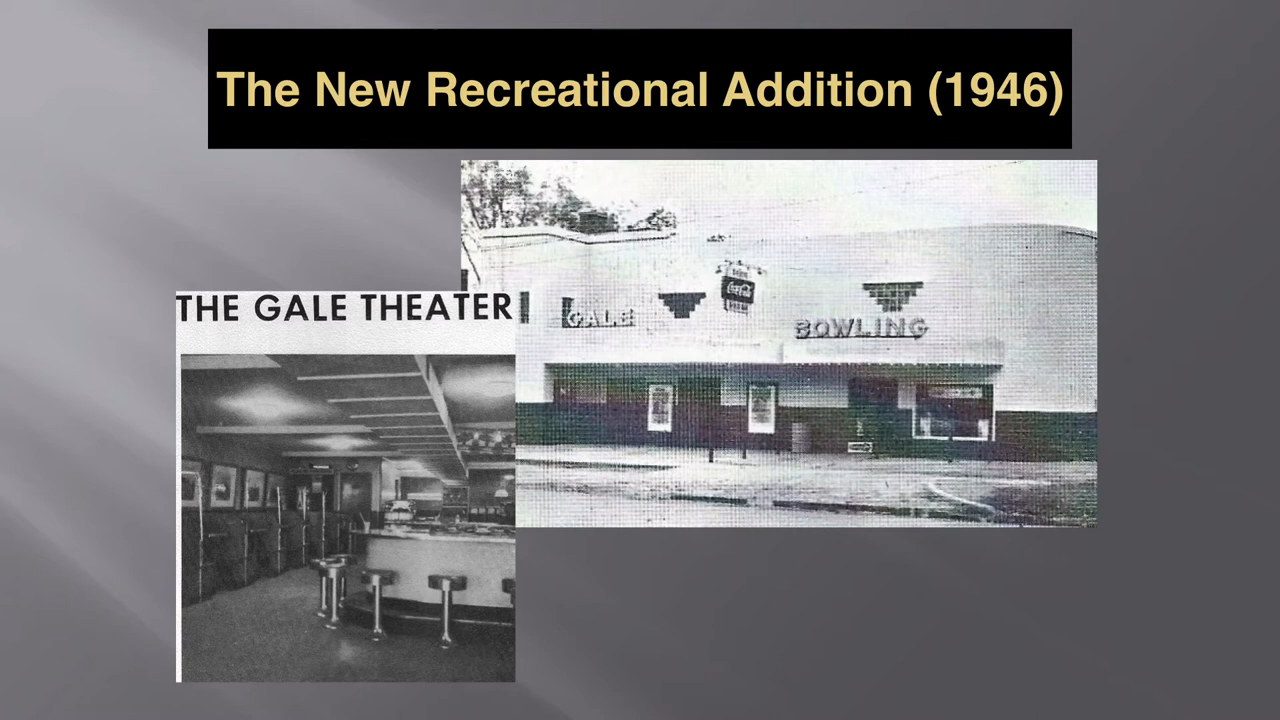 The New Recreational Addition (1946)
THE GALE THEATER
GALE
Coca-Cola
BOWLING